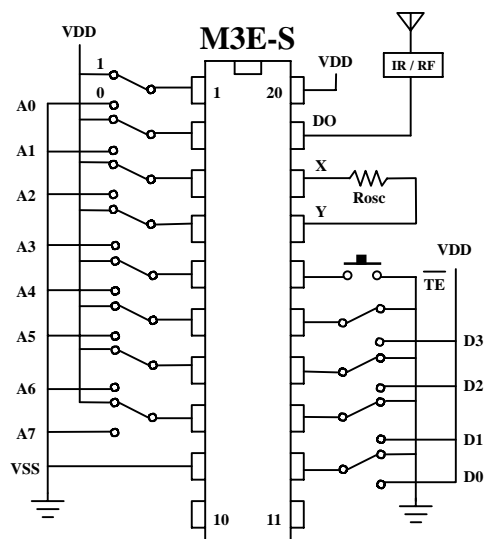 M3E-S
VDD
1
0
A0
A1
A2
A3
A4
A5
A6
A7
VSS
1
10
20
11
VDD
IR / RF
DO
X
Y
Rosc
TE
VDD
D3
D2
D1
D0